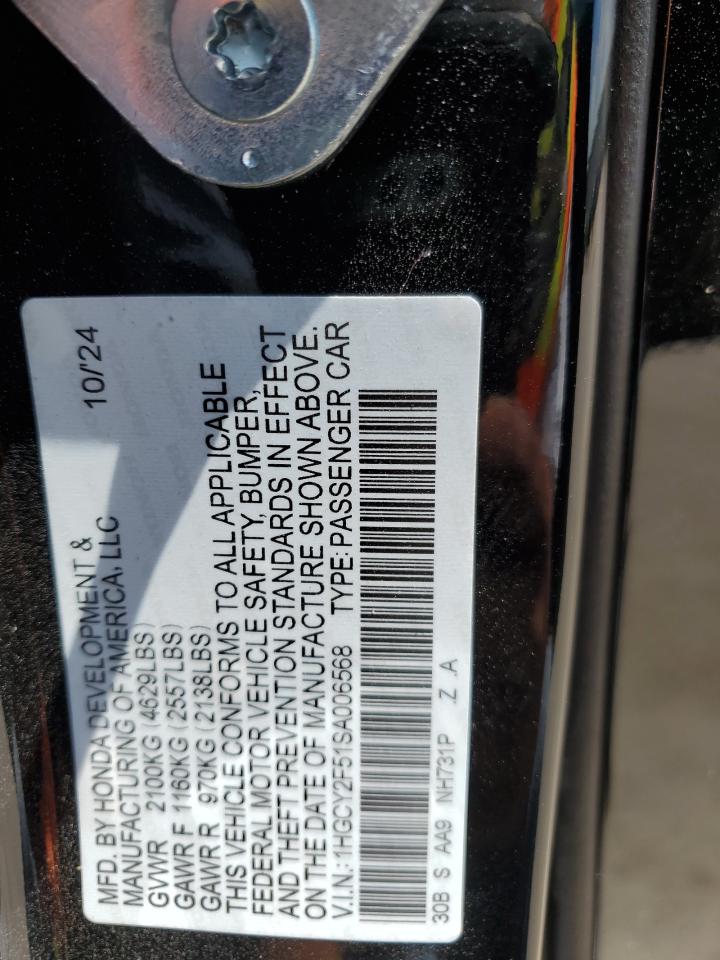 MFD. BY HONDA DEVELOPMENT & 10/'24
MANUFACTURING OF AMERICA, LLC
GVWR 2100KG (4629LBS)
GAWR F 1160KG (2557LBS)
GAWR R 970KG (2138LBS)
THIS VEHICLE CONFORMS TO ALL APPLICABLE
FEDERAL MOTOR VEHICLE SAFETY, BUMPER,
AND THEFT PREVENTION STANDARDS IN EFFECT
ON THE DATE OF MANUFACTURE SHOWN ABOVE.
V.I.N.: 1HGCY2F51SA006568 TYPE: PASSENGER CAR
30B S AA9 NH731P .Z .A